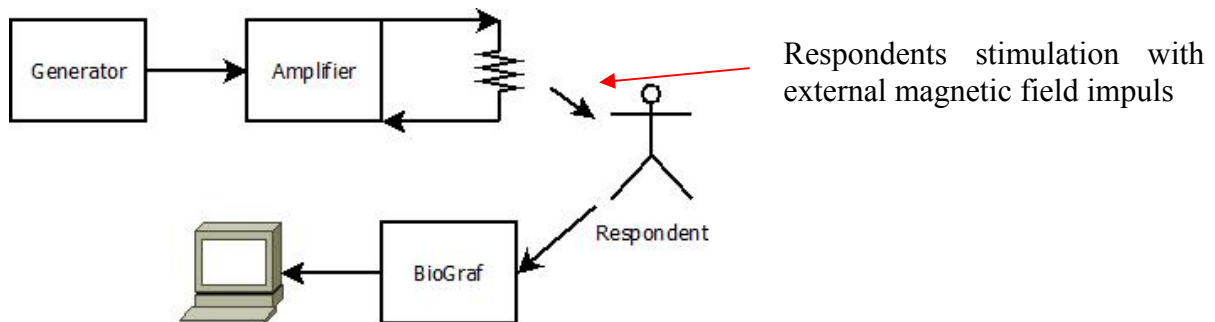 Generator
Amplifier
Respondents stimulation with
external magnetic field impuls
Respondent
BioGraf